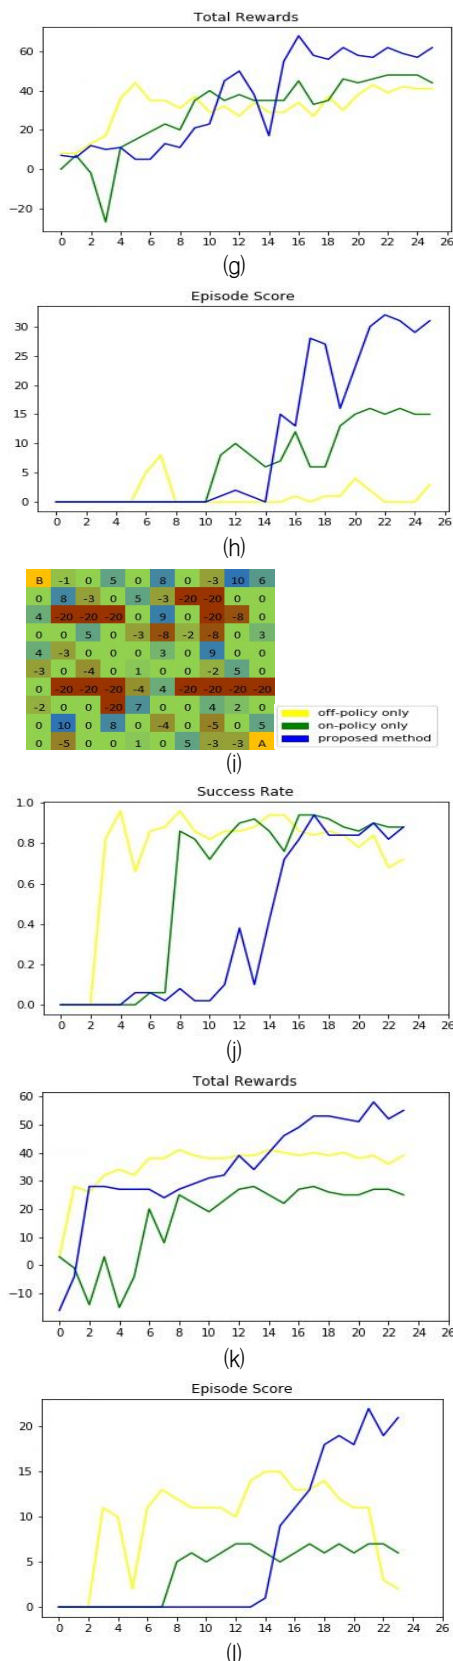 Total Rewards
60
40
20
0
−20
0 2 4 6 8 10 12 14 16 18 20 22 24 26
(g)
Episode Score
30
25
20
15
10
5
0
0 2 4 6 8 10 12 14 16 18 20 22 24 26
(h)
B -1 0 5 0 8 0 -3 10 6
0 8 -3 0 5 -3 -20 -20 0 0
4 -20 -20 -20 0 9 0 -20 -8 0
0 0 5 0 -3 -8 -2 -8 0 3
4 -3 0 0 0 3 0 9 0 0
-3 0 -4 0 1 0 0 -2 5 0
0 -20 -20 -20 -4 4 -20 -20 -20 -20
-2 0 0 -20 7 0 0 4 2 0
0 10 0 8 0 -4 0 -5 0 5
0 -5 0 0 1 0 5 -3 -3 A
off-policy only
on-policy only
proposed method
(i)
Success Rate
1.0
0.8
0.6
0.4
0.2
0.0
0 2 4 6 8 10 12 14 16 18 20 22 24 26
(j)
Total Rewards
60
50
40
30
20
10
0
−10
0 2 4 6 8 10 12 14 16 18 20 22 24 26
(k)
Episode Score
20
15
10
5
0
0 2 4 6 8 10 12 14 16 18 20 22 24 26
(l)